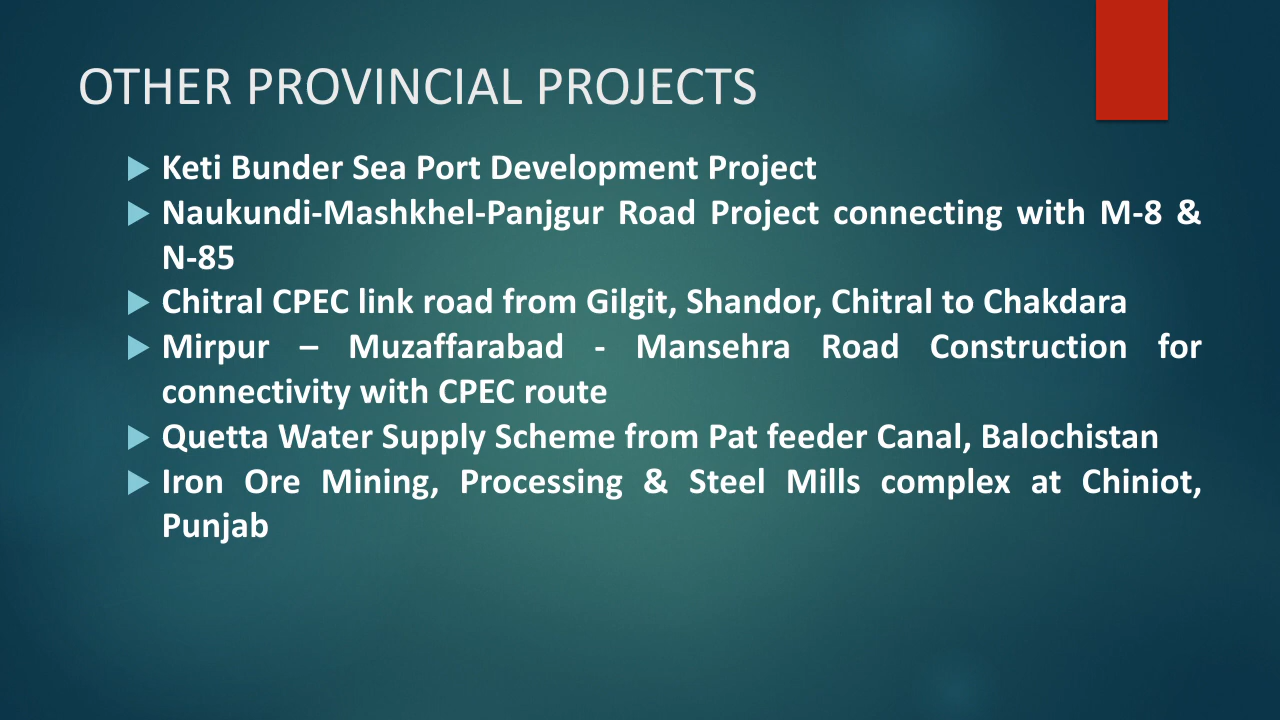 OTHER PROVINCIAL PROJECTS
Keti Bunder Sea Port Development Project
Naukundi-Mashkhel-Panjgur Road Project connecting with M-8 &
N-85
Chitral CPEC link road from Gilgit, Shandor, Chitral to Chakdara
Mirpur – Muzaffarabad - Mansehra Road Construction for
connectivity with CPEC route
Quetta Water Supply Scheme from Pat feeder Canal, Balochistan
Iron Ore Mining, Processing & Steel Mills complex at Chiniot,
Punjab